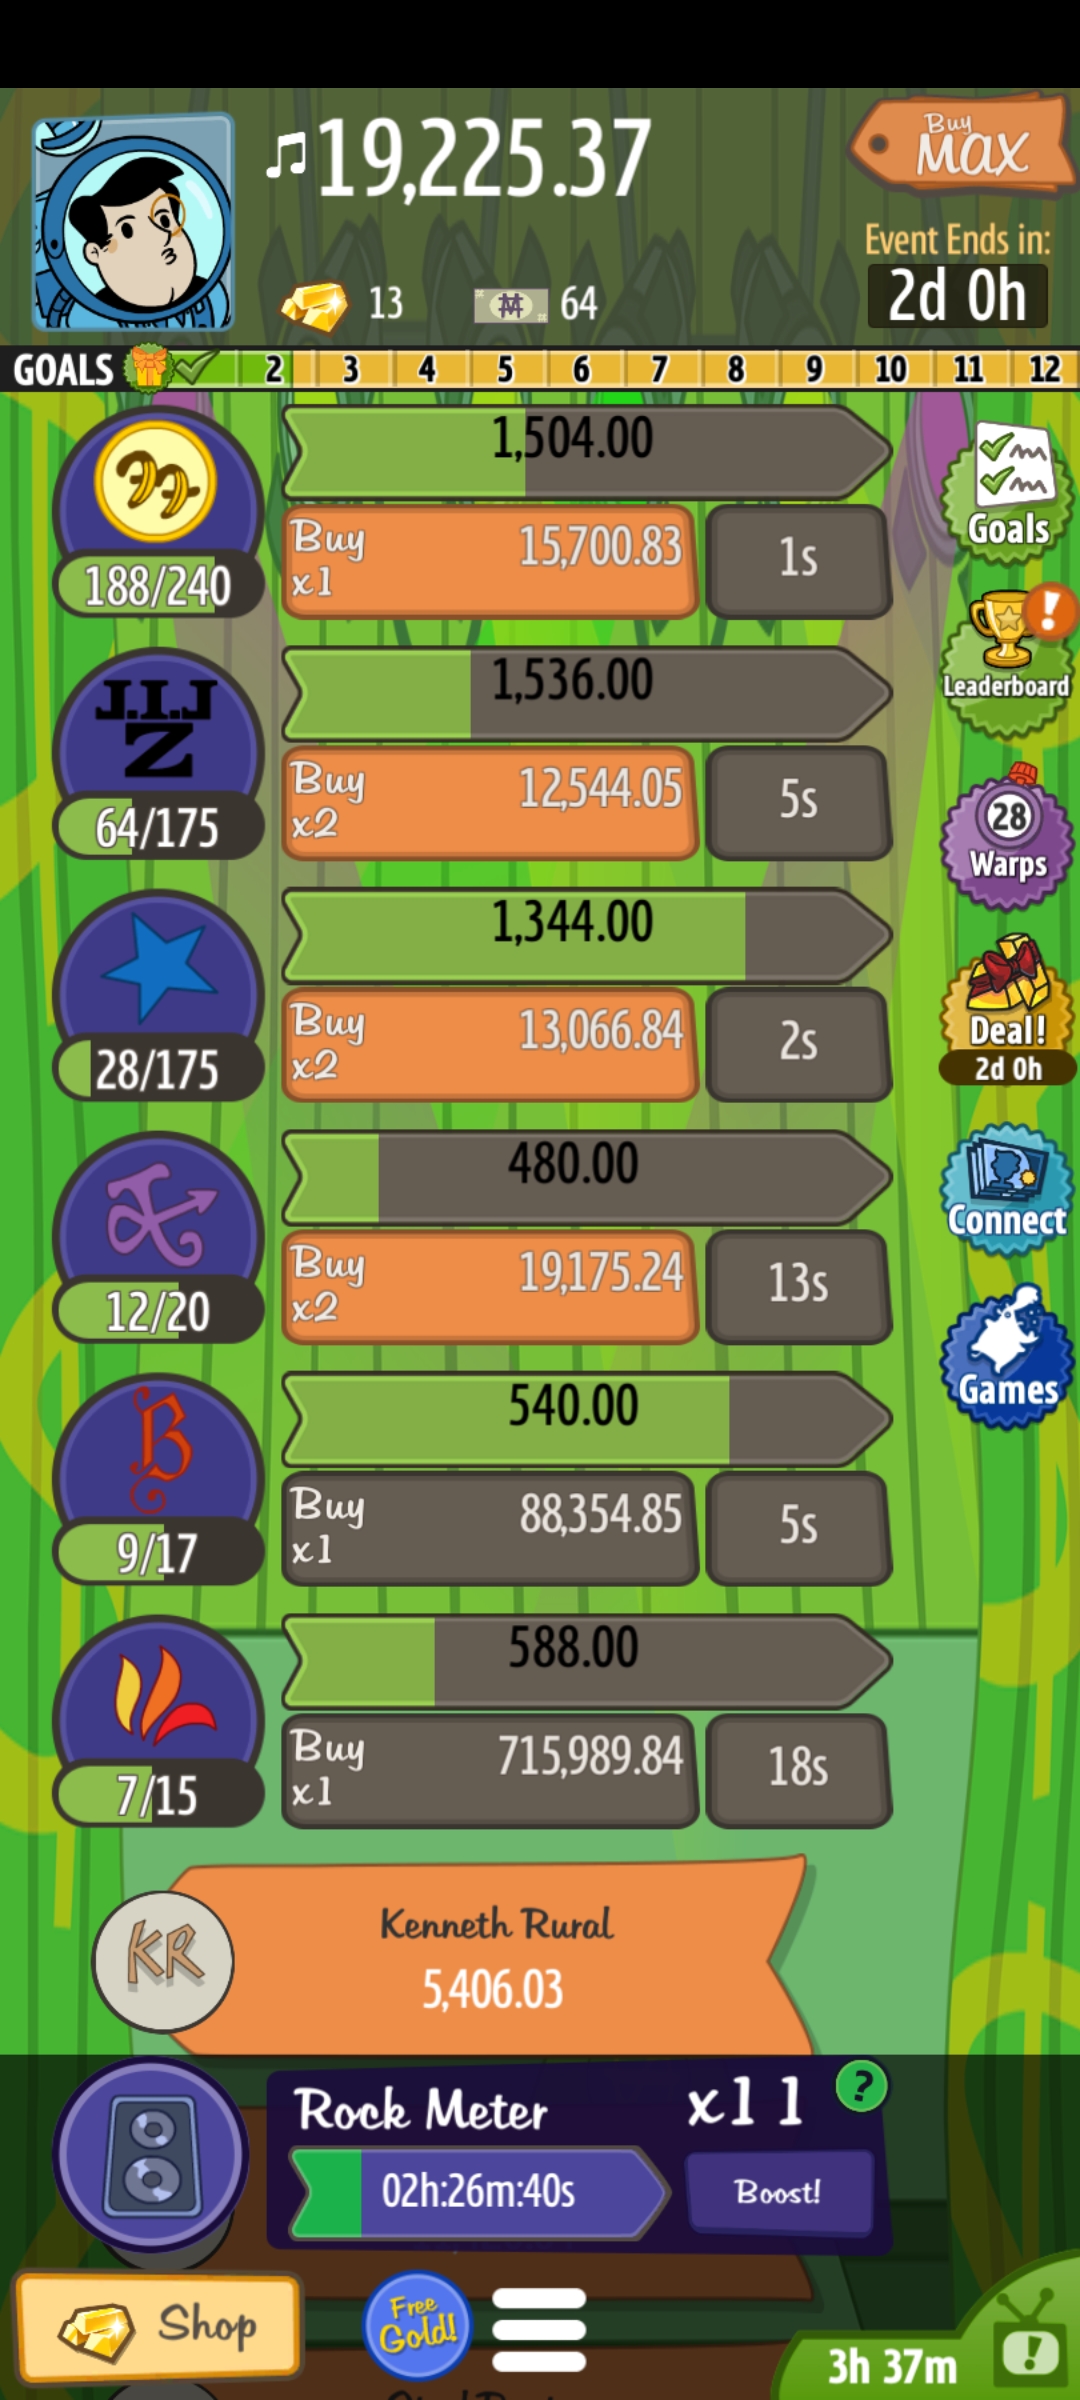 ♫19,225.37
Buy
MAX
Event Ends in:
2d 0h
13
64
GOALS 2 3 4 5 6 7 8 9 10 11 12
1,504.00
Buy
x1
15,700.83
1s
188/240
Goals
J.I.J
Z
1,536.00
Buy
x2
12,544.05
5s
64/175
Leaderboard
28
Warps
1,344.00
Buy
x2
13,066.84
2s
28/175
Deal!
2d 0h
480.00
Buy
x2
19,175.24
13s
12/20
Connect
B
540.00
Buy
x1
88,354.85
5s
9/17
Games
588.00
Buy
x1
715,989.84
18s
7/15
KR
Kenneth Rural
5,406.03
Rock Meter
x11
?
02h:26m:40s
Boost!
Shop
Free
Gold!
3h 37m